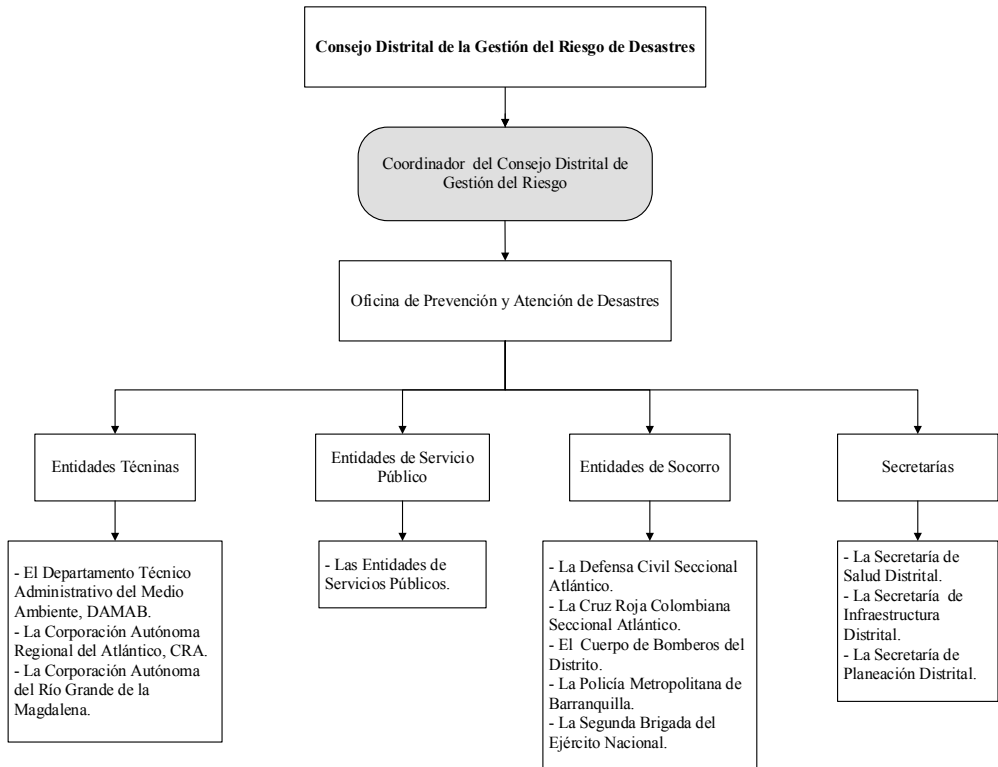 Consejo Distrital de la Gestión del Riesgo de Desastres
Coordinador del Consejo Distrital de
Gestión del Riesgo
Oficina de Prevención y Atención de Desastres
Entidades Técninas
Entidades de Servicio
Público
Entidades de Socorro
Secretarías
- El Departamento Técnico
Administrativo del Medio
Ambiente, DAMAB.
- La Corporación Autónoma
Regional del Atlántico, CRA.
- La Corporación Autónoma
del Río Grande de la
Magdalena.
- Las Entidades de
Servicios Públicos.
- La Defensa Civil Seccional
Atlántico.
- La Cruz Roja Colombiana
Seccional Atlántico.
- El Cuerpo de Bomberos del
Distrito.
- La Policía Metropolitana de
Barranquilla.
- La Segunda Brigada del
Ejército Nacional.
- La Secretaría de
Salud Distrital.
- La Secretaría de
Infraestructura
Distrital.
- La Secretaría de
Planeación Distrital.